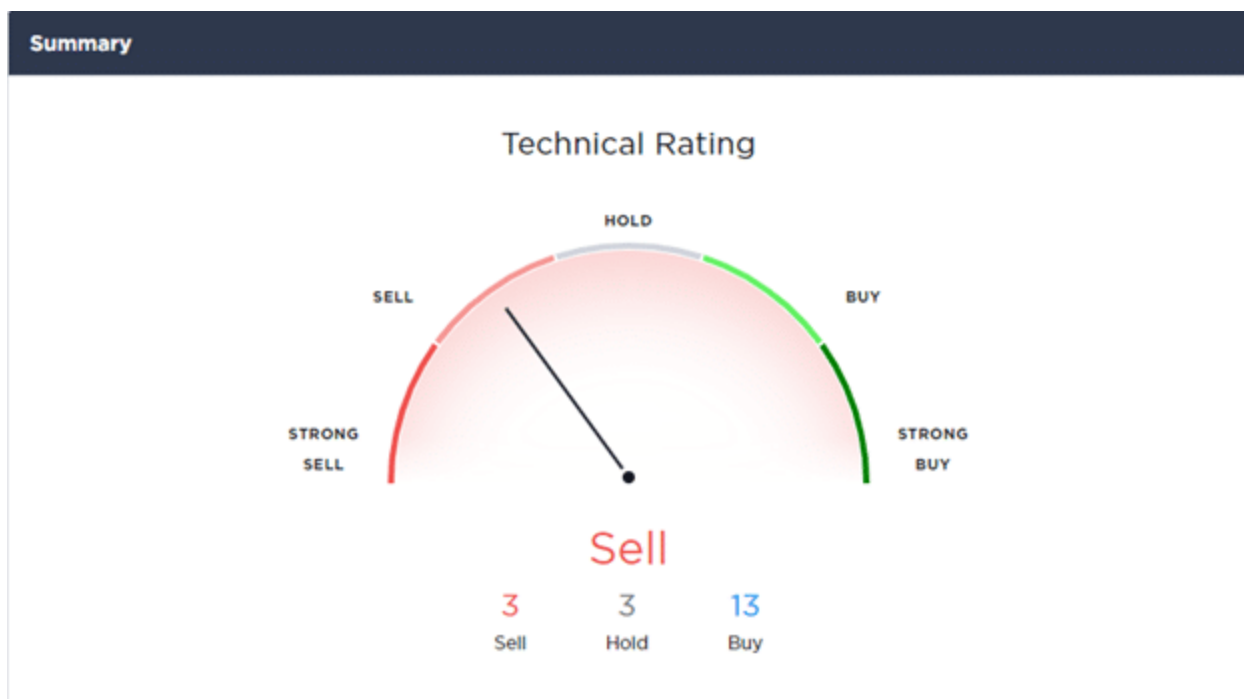 Summary
Technical Rating
HOLD
SELL
BUY
STRONG
SELL
STRONG
BUY
Sell
3 3 13
Sell Hold Buy